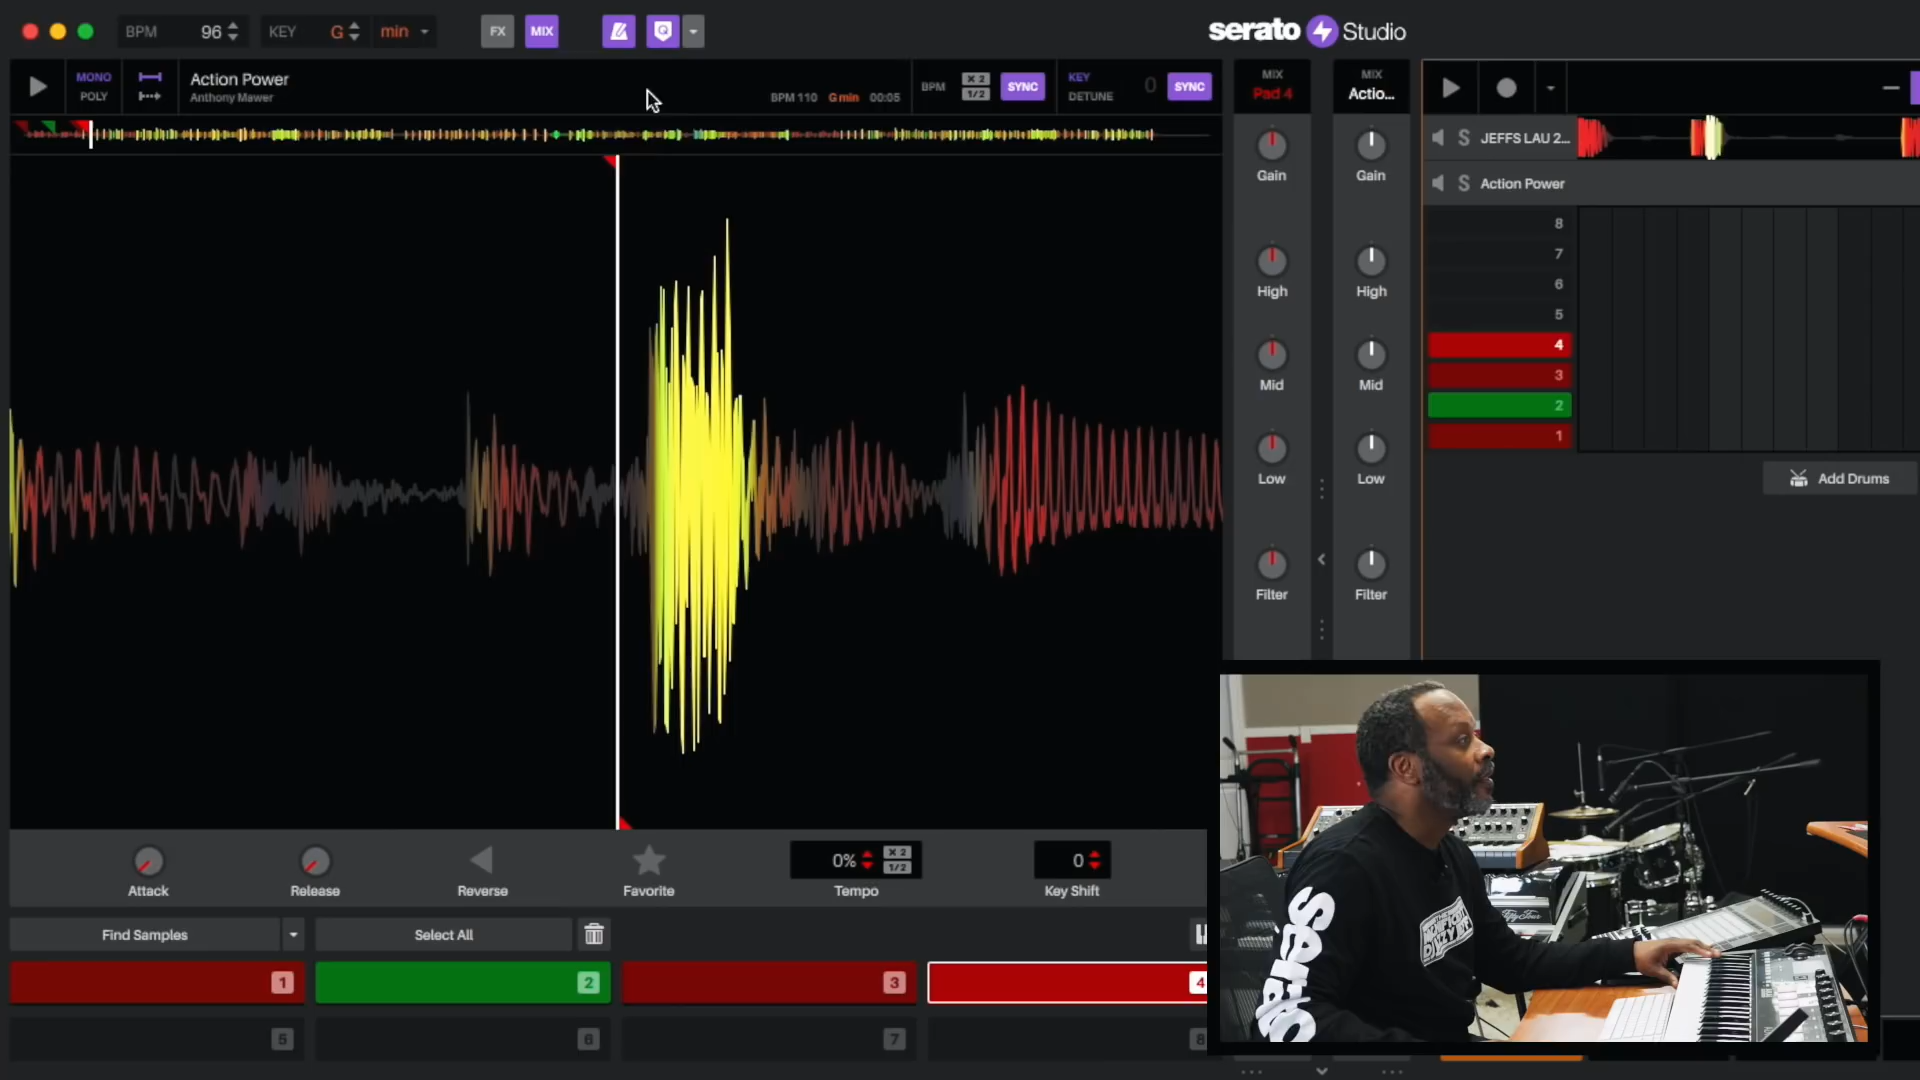 BPM 96
KEY G min
FX
MIX
serato Studio
MONO
POLY
Action Power
Anthony Mawer
BPM 110 Gmin 00:05
BPM
X 2
1/2
SYNC
KEY
DETUNE
0
SYNC
MIX
Pad 4
MIX
Actio...
Gain
High
Mid
Low
Filter
Gain
High
Mid
Low
Filter
S JEFFS LAU 2...
S Action Power
8
7
6
5
4
3
2
1
Add Drums
Attack
Release
Reverse
Favorite
0%
X 2
1/2
Tempo
0
Key Shift
Find Samples
Select All
1
2
3
4
5
6
7
8
serato